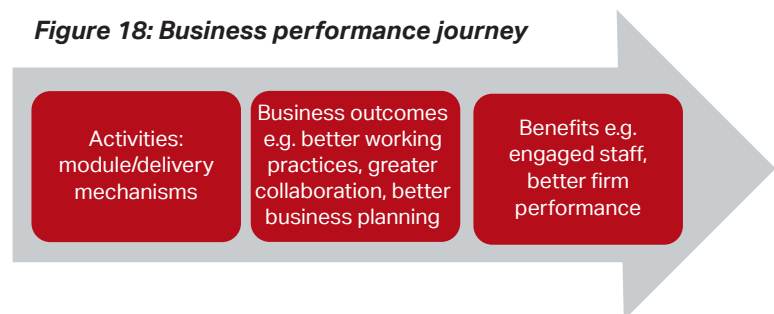 Figure 18: Business performance journey
Activities:
module/delivery
mechanisms
Business outcomes
e.g. better working
practices, greater
collaboration, better
business planning
Benefits e.g.
engaged staff,
better firm
performance